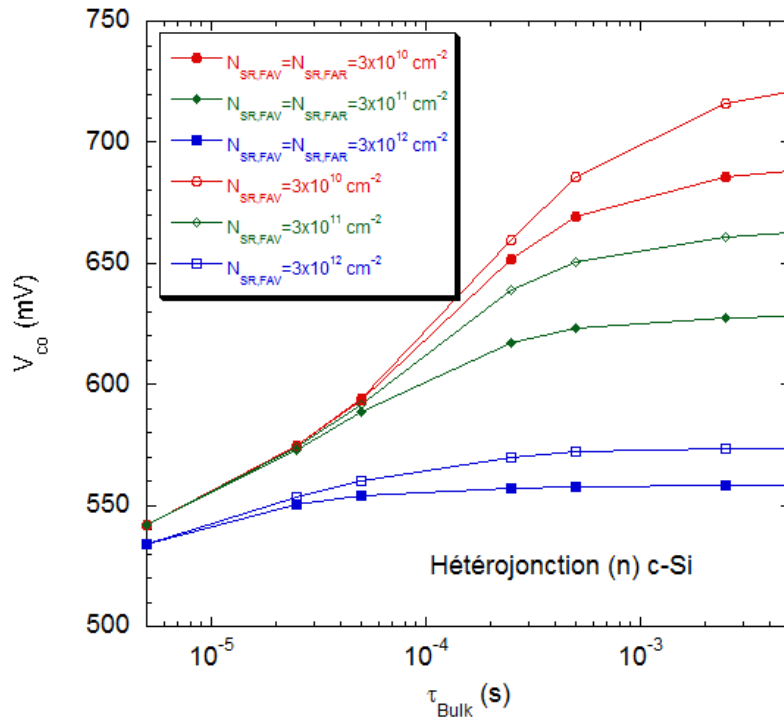 750
700
650
600
550
500
V_co (mV)
N_SR,FAV=N_SR,FAR=3x10^10 cm^-2
N_SR,FAV=N_SR,FAR=3x10^11 cm^-2
N_SR,FAV=N_SR,FAR=3x10^12 cm^-2
N_SR,FAV=3x10^10 cm^-2
N_SR,FAV=3x10^11 cm^-2
N_SR,FAV=3x10^12 cm^-2
Hétérojonction (n) c-Si
10^-5 10^-4 10^-3
τ_Bulk (s)